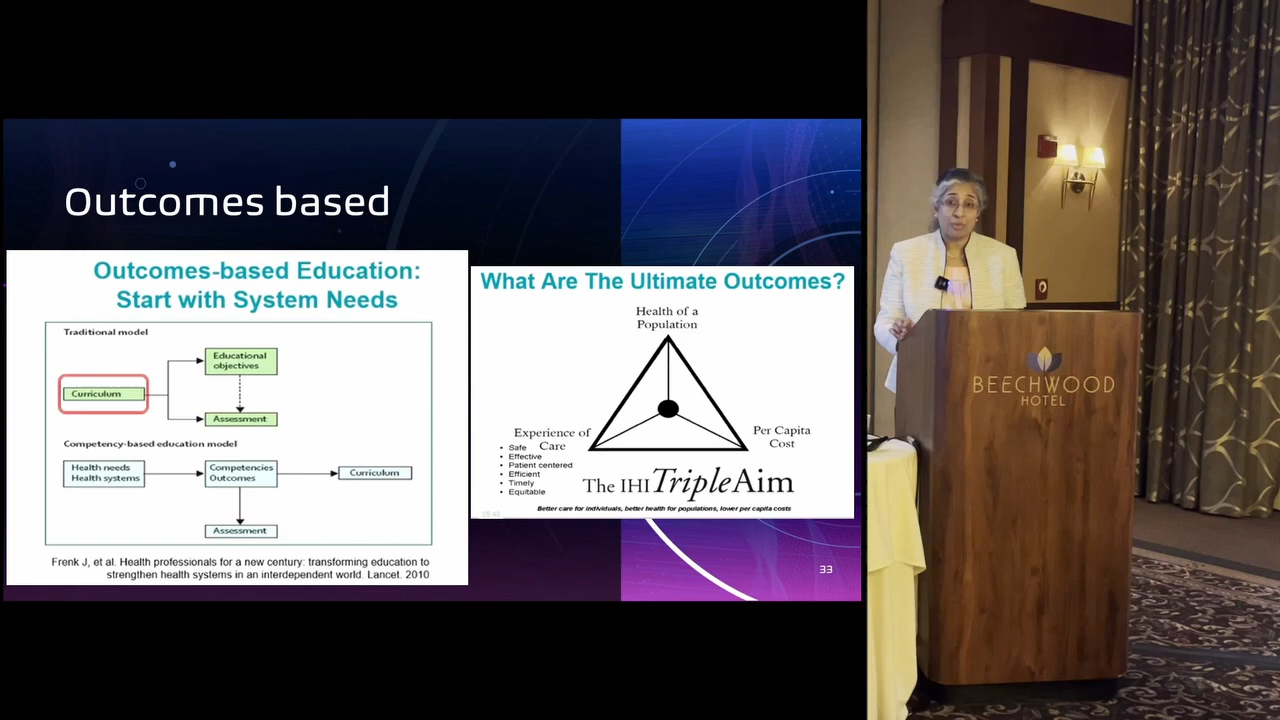 Outcomes based
Outcomes-based Education:
Start with System Needs
Traditional model
Educational
objectives
Curriculum
Assessment
Competency-based education model
Health needs
Health systems
Competencies
Outcomes
Curriculum
Assessment
Frenk J, et al. Health professionals for a new century: transforming education to
strengthen health systems in an interdependent world. Lancet. 2010
What Are The Ultimate Outcomes?
Health of a
Population
Experience of
Care
• Safe
• Effective
• Patient centered
• Efficient
• Timely
• Equitable
Per Capita
Cost
The IHI Triple Aim
Better care for individuals, better health for populations, lower per capita costs
33
BEECHWOOD
HOTEL